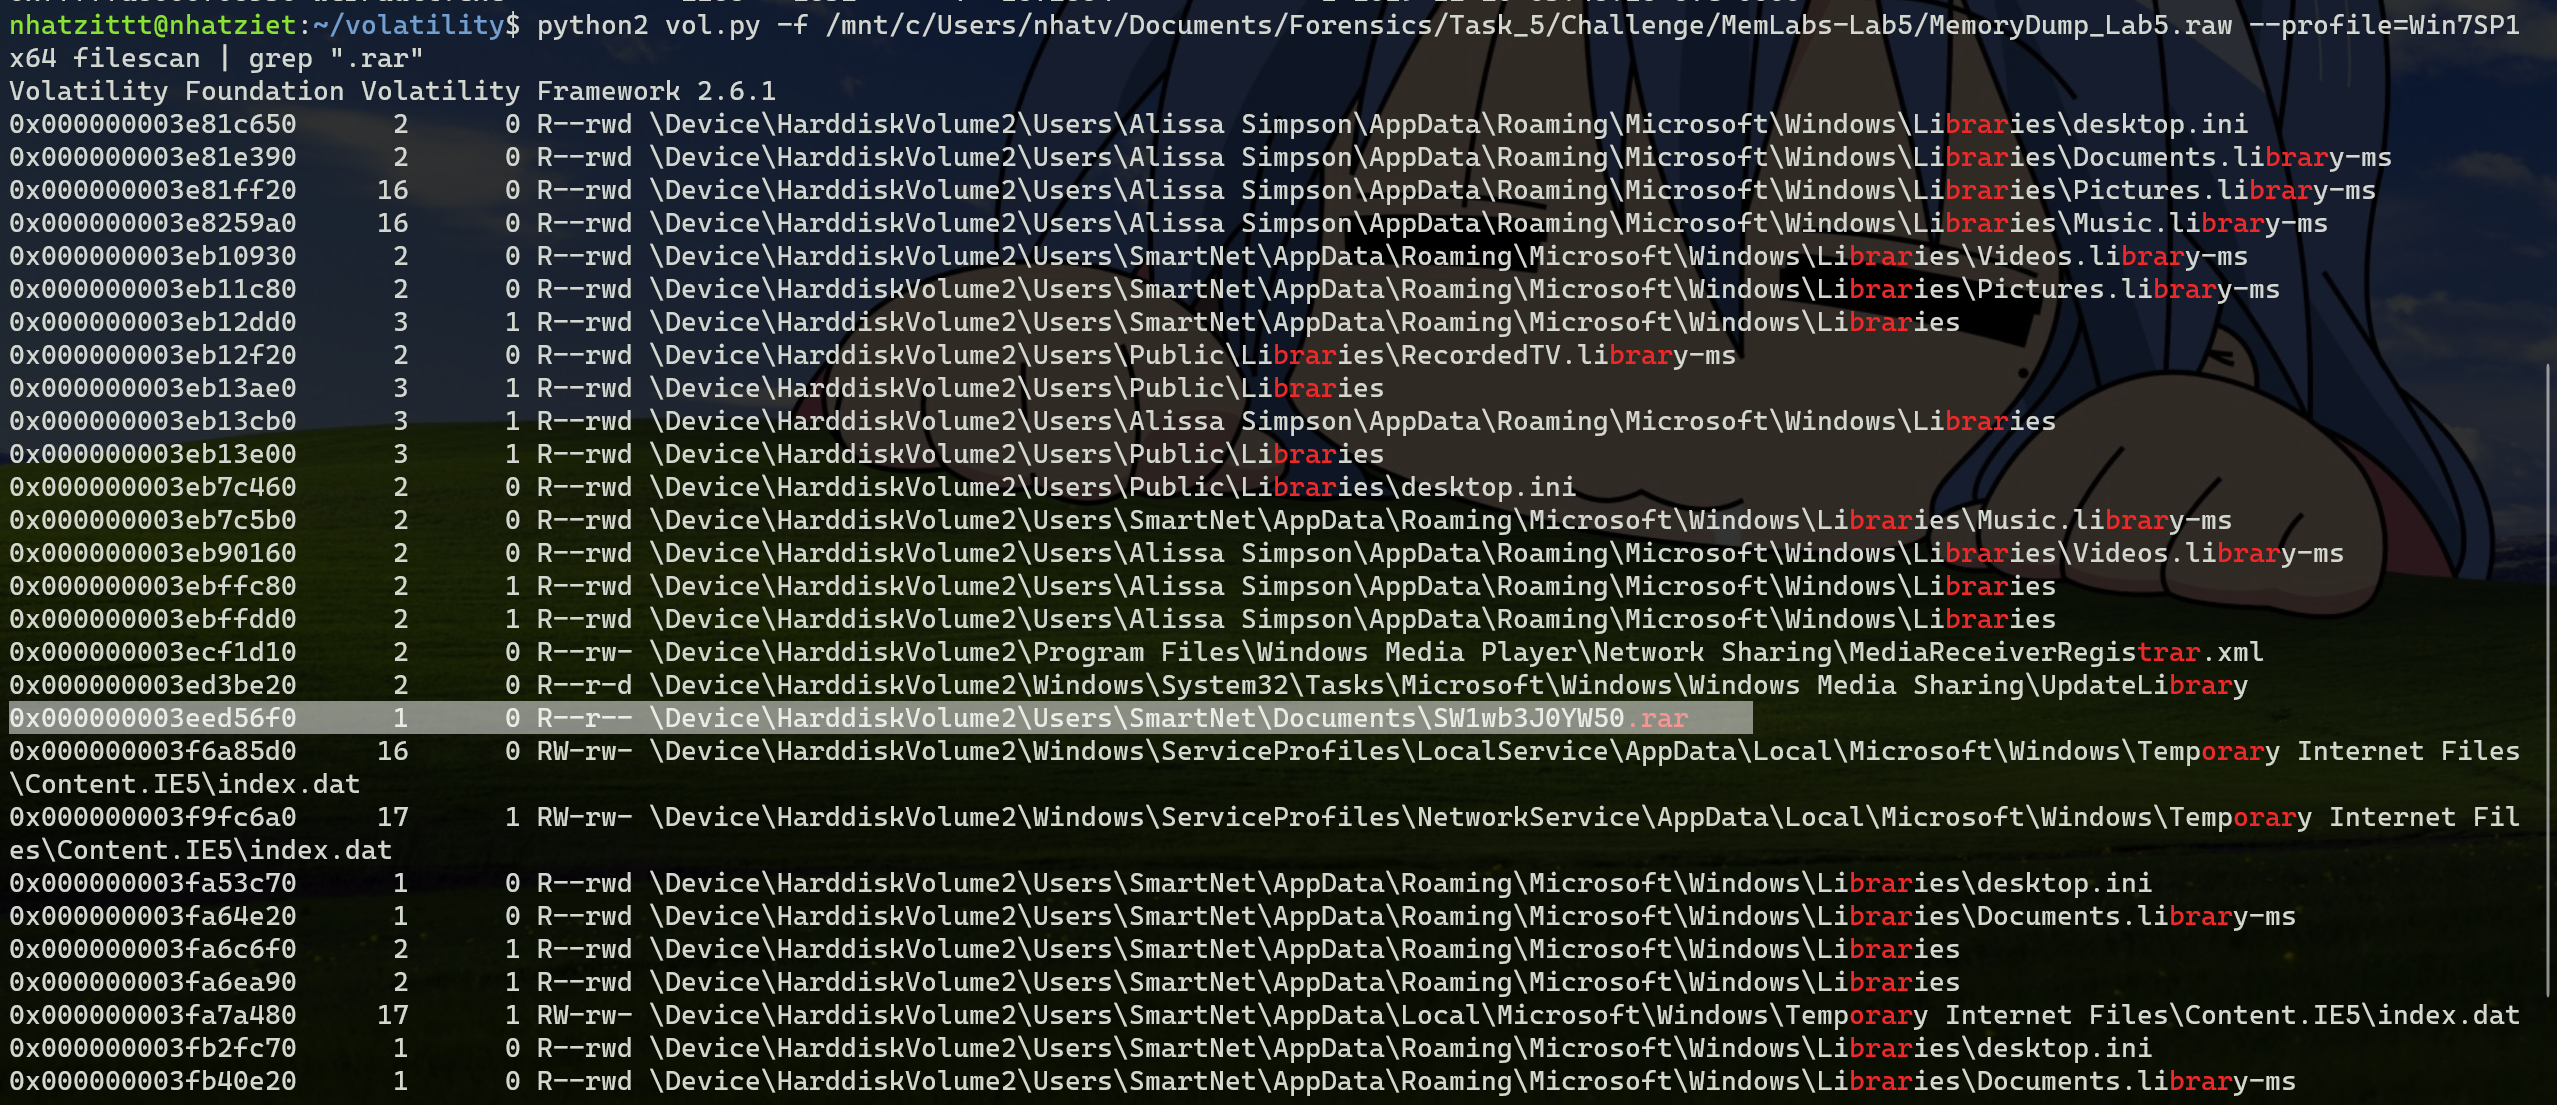 nhatzittt@nhatziet:~/volatility$ python2 vol.py -f /mnt/c/Users/nhatv/Documents/Forensics/Task_5/Challenge/MemLabs-Lab5/MemoryDump_Lab5.raw --profile=Win7SP1
x64 filescan | grep ".rar"
Volatility Foundation Volatility Framework 2.6.1
0x000000003e81c650      2      0 R--rwd \Device\HarddiskVolume2\Users\Alissa Simpson\AppData\Roaming\Microsoft\Windows\Libraries\desktop.ini
0x000000003e81e390      2      0 R--rwd \Device\HarddiskVolume2\Users\Alissa Simpson\AppData\Roaming\Microsoft\Windows\Libraries\Documents.library-ms
0x000000003e81ff20     16      0 R--rwd \Device\HarddiskVolume2\Users\Alissa Simpson\AppData\Roaming\Microsoft\Windows\Libraries\Pictures.library-ms
0x000000003e8259a0     16      0 R--rwd \Device\HarddiskVolume2\Users\Alissa Simpson\AppData\Roaming\Microsoft\Windows\Libraries\Music.library-ms
0x000000003eb10930      2      0 R--rwd \Device\HarddiskVolume2\Users\SmartNet\AppData\Roaming\Microsoft\Windows\Libraries\Videos.library-ms
0x000000003eb11c80      2      0 R--rwd \Device\HarddiskVolume2\Users\SmartNet\AppData\Roaming\Microsoft\Windows\Libraries\Pictures.library-ms
0x000000003eb12dd0      3      1 R--rwd \Device\HarddiskVolume2\Users\SmartNet\AppData\Roaming\Microsoft\Windows\Libraries
0x000000003eb12f20      2      0 R--rwd \Device\HarddiskVolume2\Users\Public\Libraries\RecordedTV.library-ms
0x000000003eb13ae0      3      1 R--rwd \Device\HarddiskVolume2\Users\Public\Libraries
0x000000003eb13cb0      3      1 R--rwd \Device\HarddiskVolume2\Users\Alissa Simpson\AppData\Roaming\Microsoft\Windows\Libraries
0x000000003eb13e00      3      1 R--rwd \Device\HarddiskVolume2\Users\Public\Libraries
0x000000003eb7c460      2      0 R--rwd \Device\HarddiskVolume2\Users\Public\Libraries\desktop.ini
0x000000003eb7c5b0      2      0 R--rwd \Device\HarddiskVolume2\Users\SmartNet\AppData\Roaming\Microsoft\Windows\Libraries\Music.library-ms
0x000000003eb90160      2      0 R--rwd \Device\HarddiskVolume2\Users\Alissa Simpson\AppData\Roaming\Microsoft\Windows\Libraries\Videos.library-ms
0x000000003ebffc80      2      1 R--rwd \Device\HarddiskVolume2\Users\Alissa Simpson\AppData\Roaming\Microsoft\Windows\Libraries
0x000000003ebffdd0      2      1 R--rwd \Device\HarddiskVolume2\Users\Alissa Simpson\AppData\Roaming\Microsoft\Windows\Libraries
0x000000003ecf1d10      2      0 R--rw- \Device\HarddiskVolume2\Program Files\Windows Media Player\Network Sharing\MediaReceiverRegistrar.xml
0x000000003ed3be20      2      0 R--r-d \Device\HarddiskVolume2\Windows\System32\Tasks\Microsoft\Windows\Windows Media Sharing\UpdateLibrary
0x000000003eed56f0      1      0 R--r-- \Device\HarddiskVolume2\Users\SmartNet\Documents\SW1wb3J0YW50.rar
0x000000003f6a85d0     16      0 RW-rw- \Device\HarddiskVolume2\Windows\ServiceProfiles\LocalService\AppData\Local\Microsoft\Windows\Temporary Internet Files
\Content.IE5\index.dat
0x000000003f9fc6a0     17      1 RW-rw- \Device\HarddiskVolume2\Windows\ServiceProfiles\NetworkService\AppData\Local\Microsoft\Windows\Temporary Internet Fil
es\Content.IE5\index.dat
0x000000003fa53c70      1      0 R--rwd \Device\HarddiskVolume2\Users\SmartNet\AppData\Roaming\Microsoft\Windows\Libraries\desktop.ini
0x000000003fa64e20      1      0 R--rwd \Device\HarddiskVolume2\Users\SmartNet\AppData\Roaming\Microsoft\Windows\Libraries\Documents.library-ms
0x000000003fa6c6f0      2      1 R--rwd \Device\HarddiskVolume2\Users\SmartNet\AppData\Roaming\Microsoft\Windows\Libraries
0x000000003fa6ea90      2      1 R--rwd \Device\HarddiskVolume2\Users\SmartNet\AppData\Roaming\Microsoft\Windows\Libraries
0x000000003fa7a480     17      1 RW-rw- \Device\HarddiskVolume2\Users\SmartNet\AppData\Local\Microsoft\Windows\Temporary Internet Files\Content.IE5\index.dat
0x000000003fb2fc70      1      0 R--rwd \Device\HarddiskVolume2\Users\SmartNet\AppData\Roaming\Microsoft\Windows\Libraries\desktop.ini
0x000000003fb40e20      1      0 R--rwd \Device\HarddiskVolume2\Users\SmartNet\AppData\Roaming\Microsoft\Windows\Libraries\Documents.library-ms